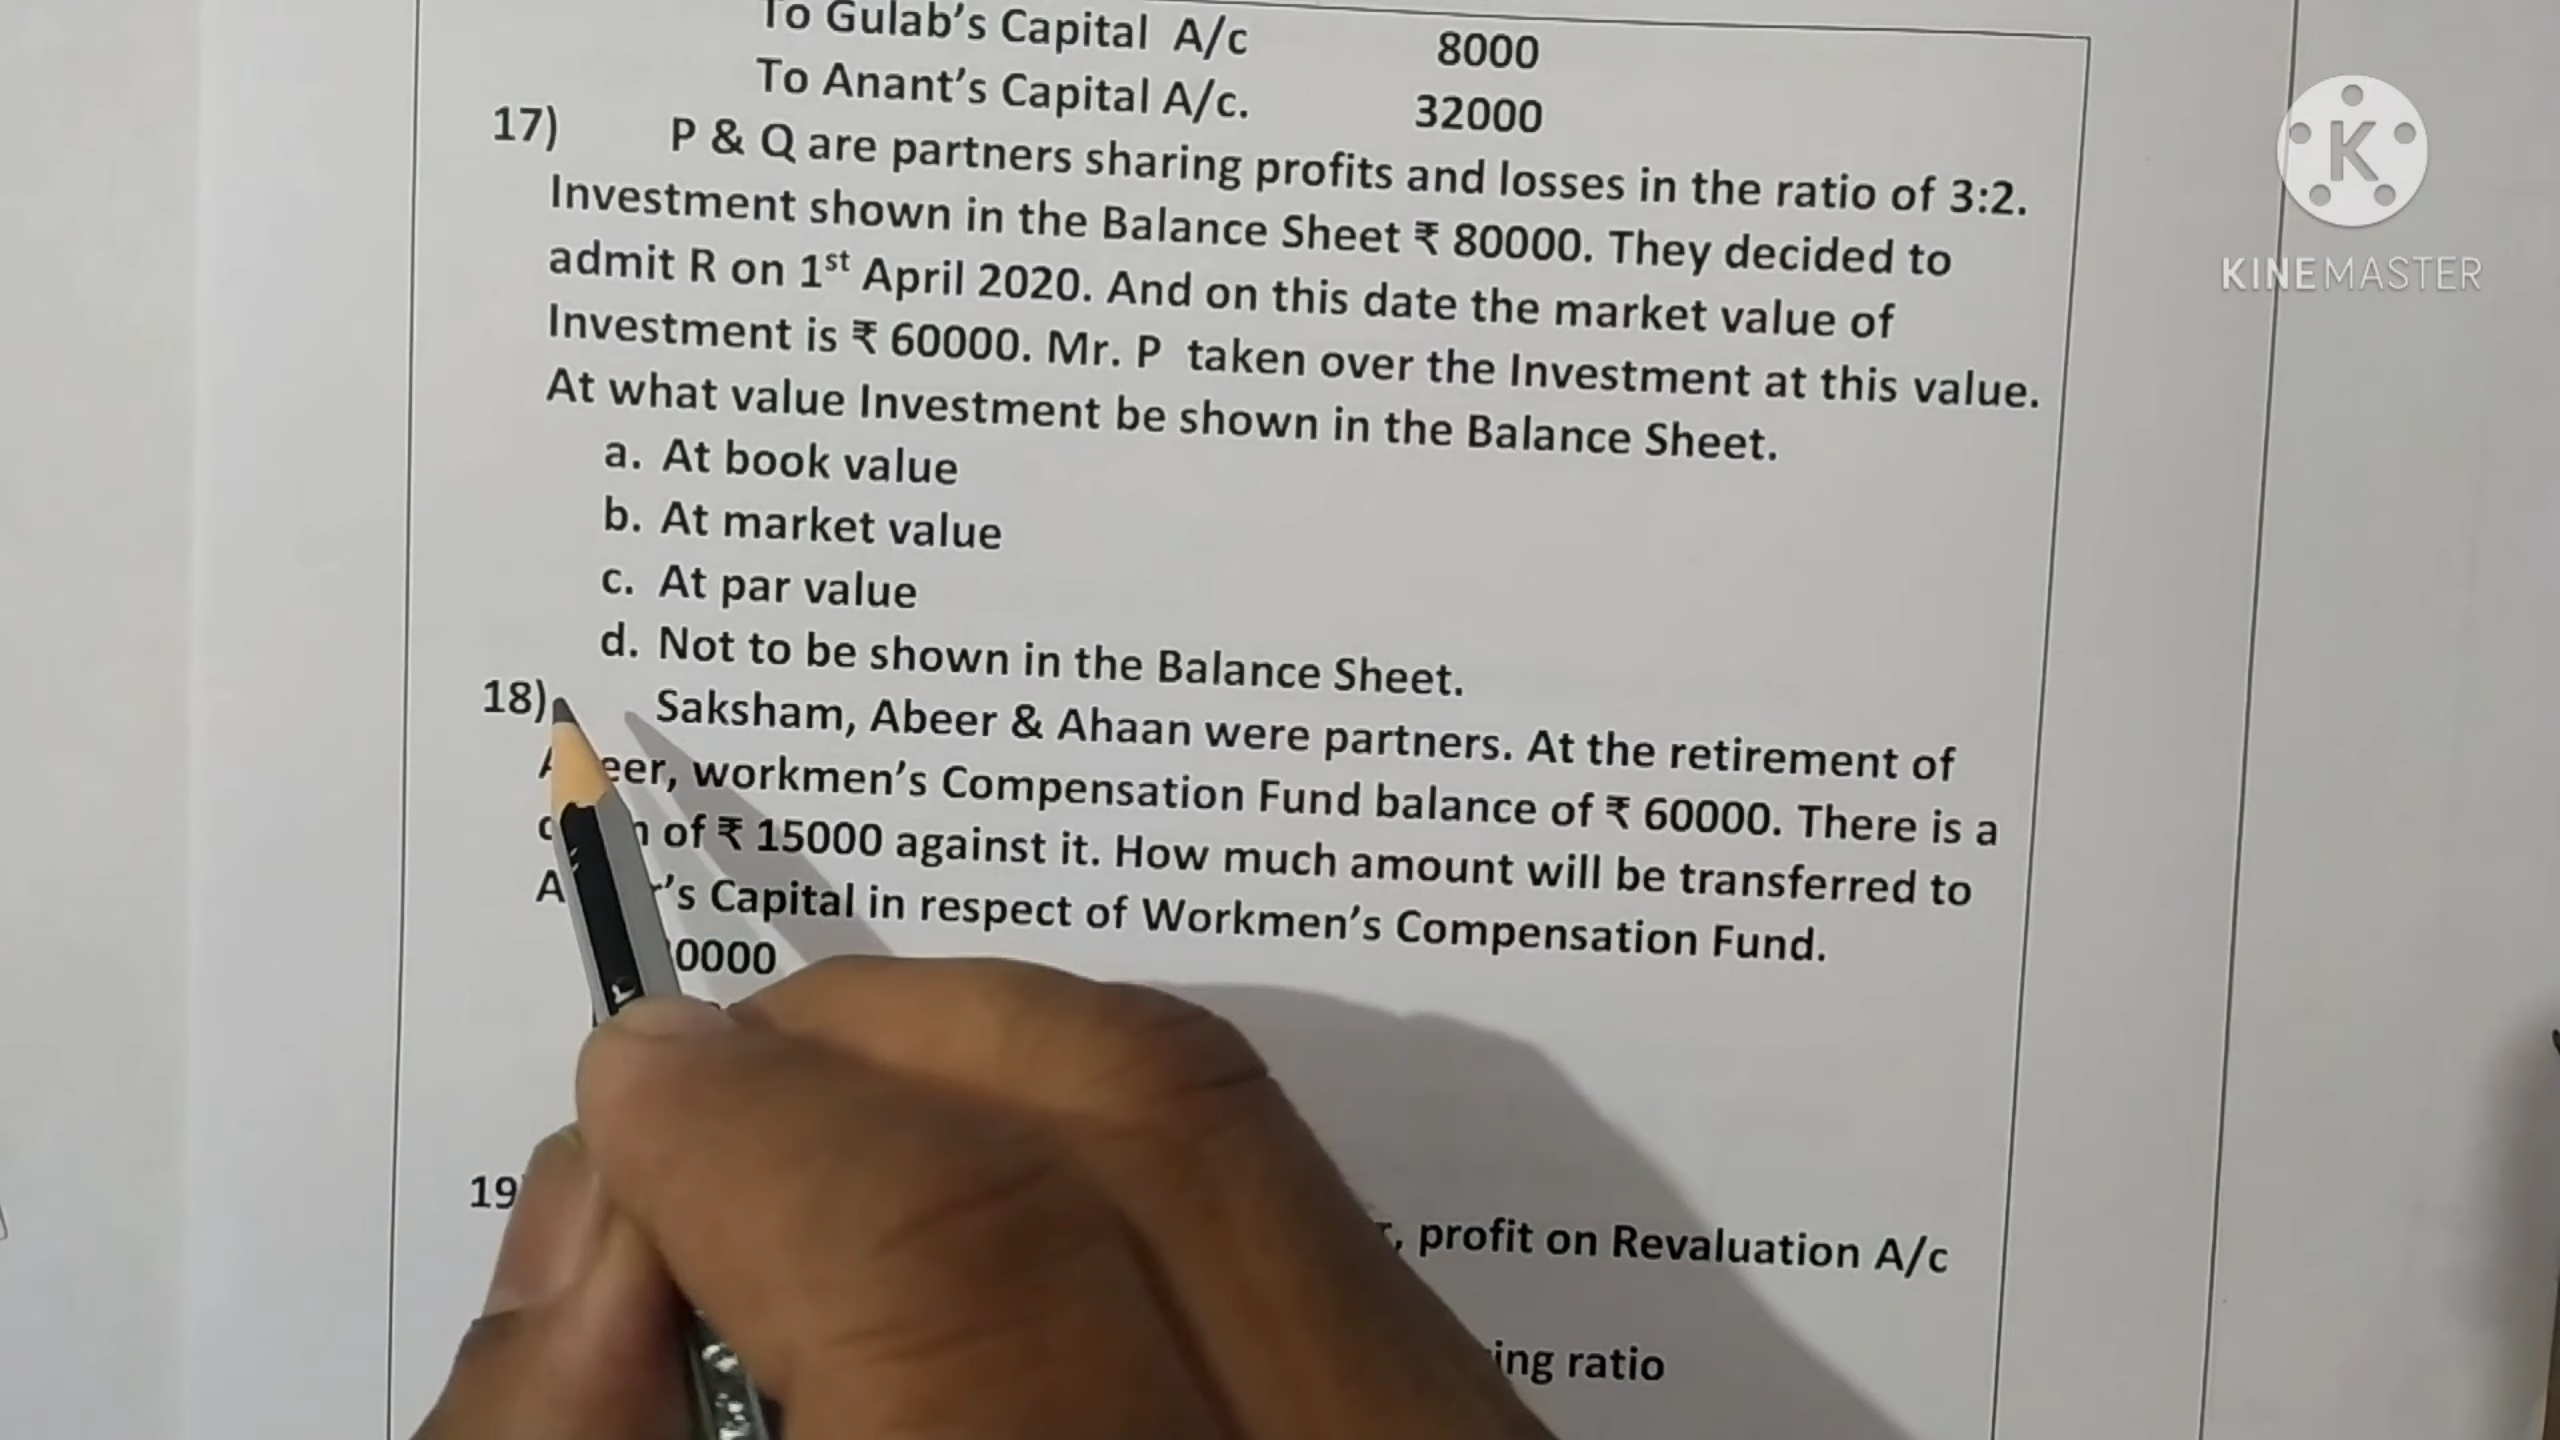 To Gulab's Capital A/c 8000
To Anant's Capital A/c. 32000
17) P & Q are partners sharing profits and losses in the ratio of 3:2.
Investment shown in the Balance Sheet ₹ 80000. They decided to
admit R on 1st April 2020. And on this date the market value of
Investment is ₹ 60000. Mr. P taken over the Investment at this value.
At what value Investment be shown in the Balance Sheet.
a. At book value
b. At market value
c. At par value
d. Not to be shown in the Balance Sheet.
18) Saksham, Abeer & Ahaan were partners. At the retirement of
workmen's Compensation Fund balance of ₹ 60000. There is a
of ₹ 15000 against it. How much amount will be transferred to
Capital in respect of Workmen's Compensation Fund.
19
profit on Revaluation A/c
ratio
K
KINEMASTER